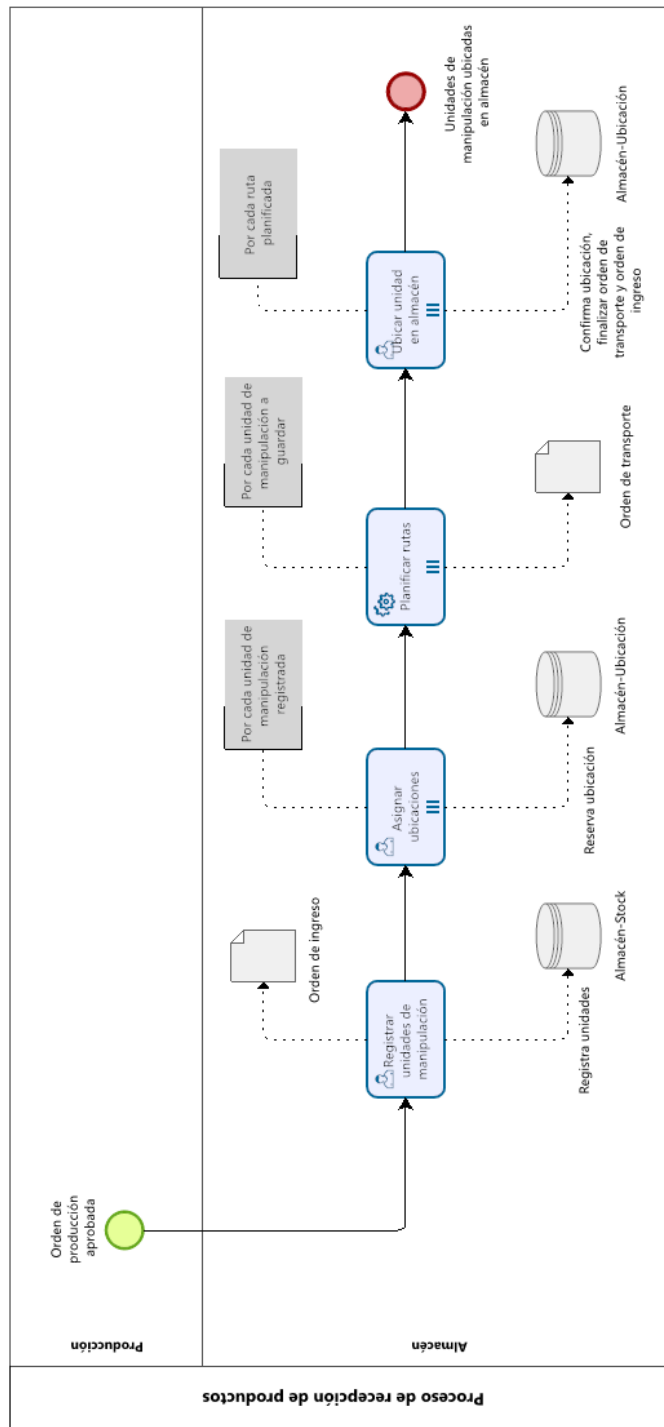 Proceso de recepción de productos
Producción
Orden de
producción
aprobada
Almacén
Registrar
unidades de
manipulación
Orden de ingreso
Registra unidades
Almacén-Stock
Por cada unidad de
manipulación
registrada
Asignar
ubicaciones
Reserva ubicación
Almacén-Ubicación
Por cada unidad de
manipulación a
guardar
Planificar rutas
Orden de transporte
Por cada ruta
planificada
Ubicar unidad
en almacén
Confirma ubicación,
finalizar orden de
transporte y orden de
ingreso
Almacén-Ubicación
Unidades de
manipulación ubicadas
en almacén